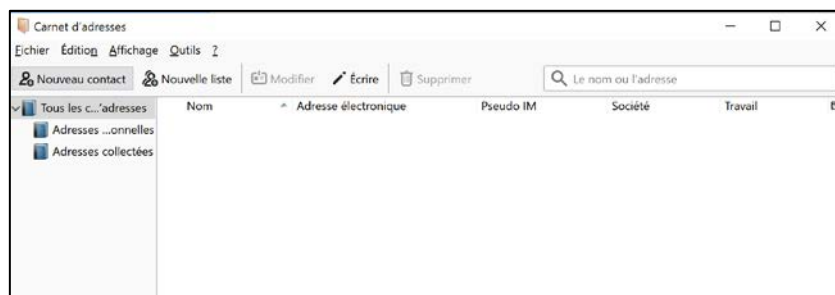 Carnet d'adresses
Fichier Édition Affichage Outils ?
Nouveau contact Nouvelle liste Modifier Écrire Supprimer Le nom ou l'adresse
Tous les c...'adresses Nom Adresse électronique Pseudo IM Société Travail
Adresses ...onnelles
Adresses collectées